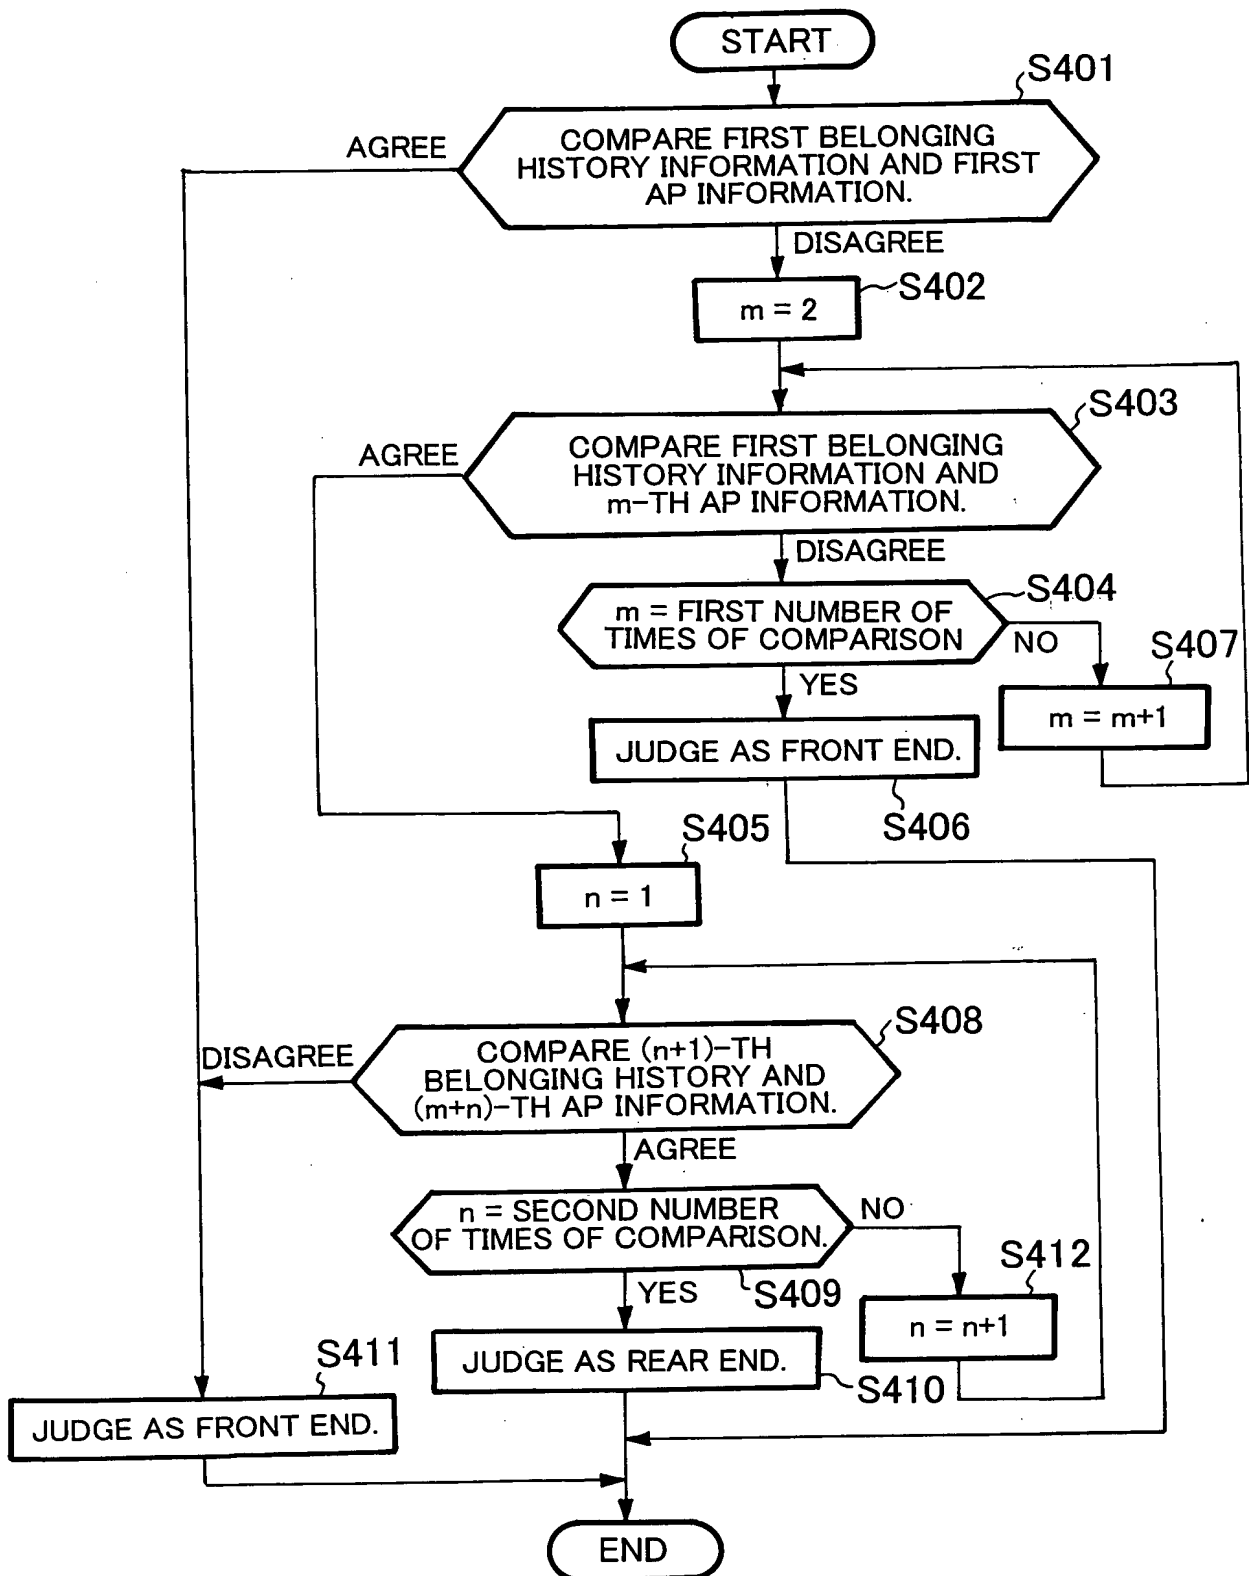 START
S401
AGREE
COMPARE FIRST BELONGING
HISTORY INFORMATION AND FIRST
AP INFORMATION.
DISAGREE
S402
m = 2
S403
AGREE
COMPARE FIRST BELONGING
HISTORY INFORMATION AND
m-TH AP INFORMATION.
DISAGREE
S404
m = FIRST NUMBER OF
TIMES OF COMPARISON
NO
S407
YES
m = m+1
JUDGE AS FRONT END.
S406
S405
n = 1
S408
DISAGREE
COMPARE (n+1)-TH
BELONGING HISTORY AND
(m+n)-TH AP INFORMATION.
AGREE
n = SECOND NUMBER
OF TIMES OF COMPARISON.
NO
S409
S412
YES
n = n+1
S411
JUDGE AS REAR END.
S410
JUDGE AS FRONT END.
END